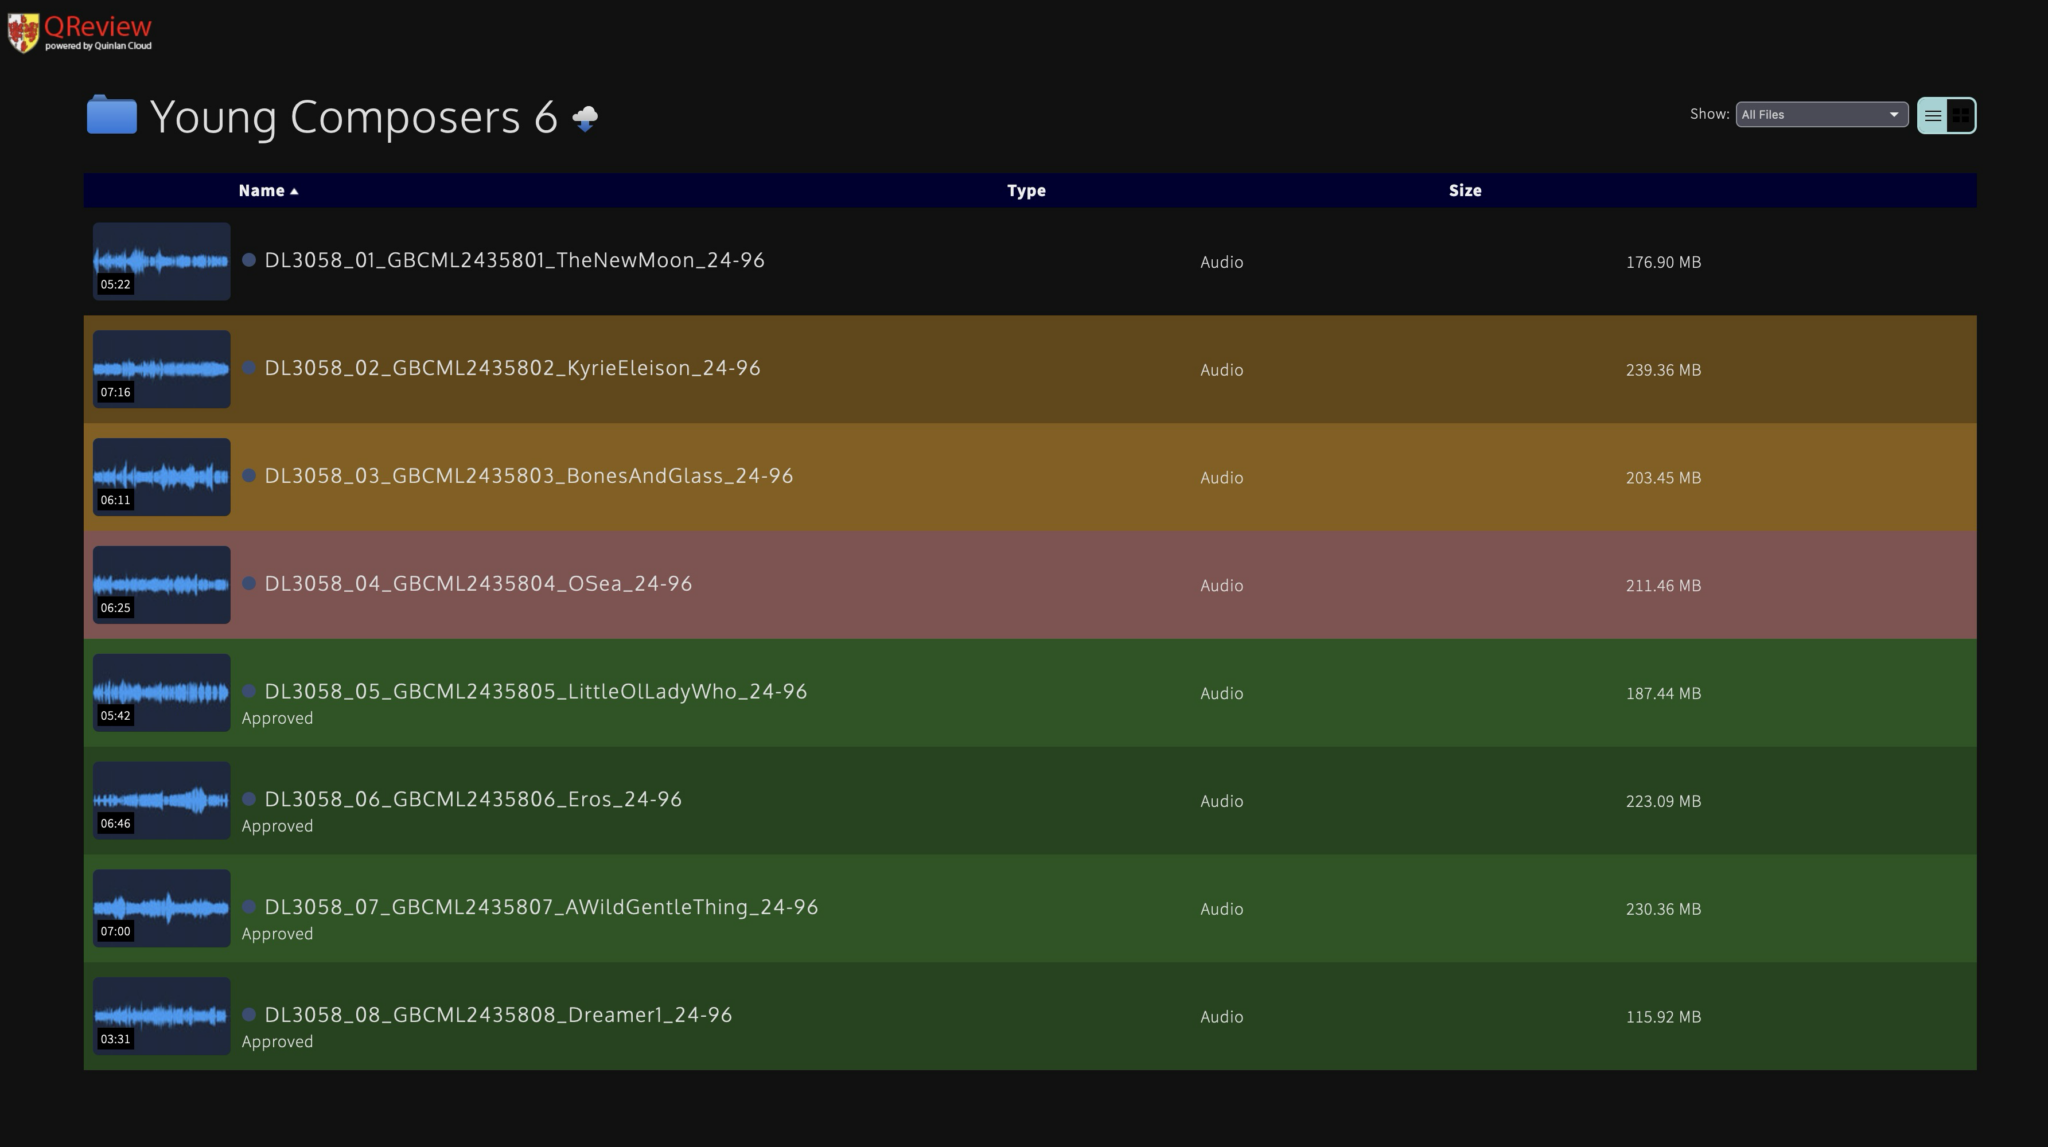 QReview
powered by Quinlan Cloud
Young Composers 6
Show: All Files
Name Type Size
05:22
DL3058_01_GBCML2435801_TheNewMoon_24-96 Audio 176.90 MB
07:16
DL3058_02_GBCML2435802_KyrieEleison_24-96 Audio 239.36 MB
06:11
DL3058_03_GBCML2435803_BonesAndGlass_24-96 Audio 203.45 MB
06:25
DL3058_04_GBCML2435804_OSea_24-96 Audio 211.46 MB
05:42
DL3058_05_GBCML2435805_LittleOlLadyWho_24-96 Audio 187.44 MB
Approved
06:46
DL3058_06_GBCML2435806_Eros_24-96 Audio 223.09 MB
Approved
07:00
DL3058_07_GBCML2435807_AWildGentleThing_24-96 Audio 230.36 MB
Approved
03:31
DL3058_08_GBCML2435808_Dreamer1_24-96 Audio 115.92 MB
Approved